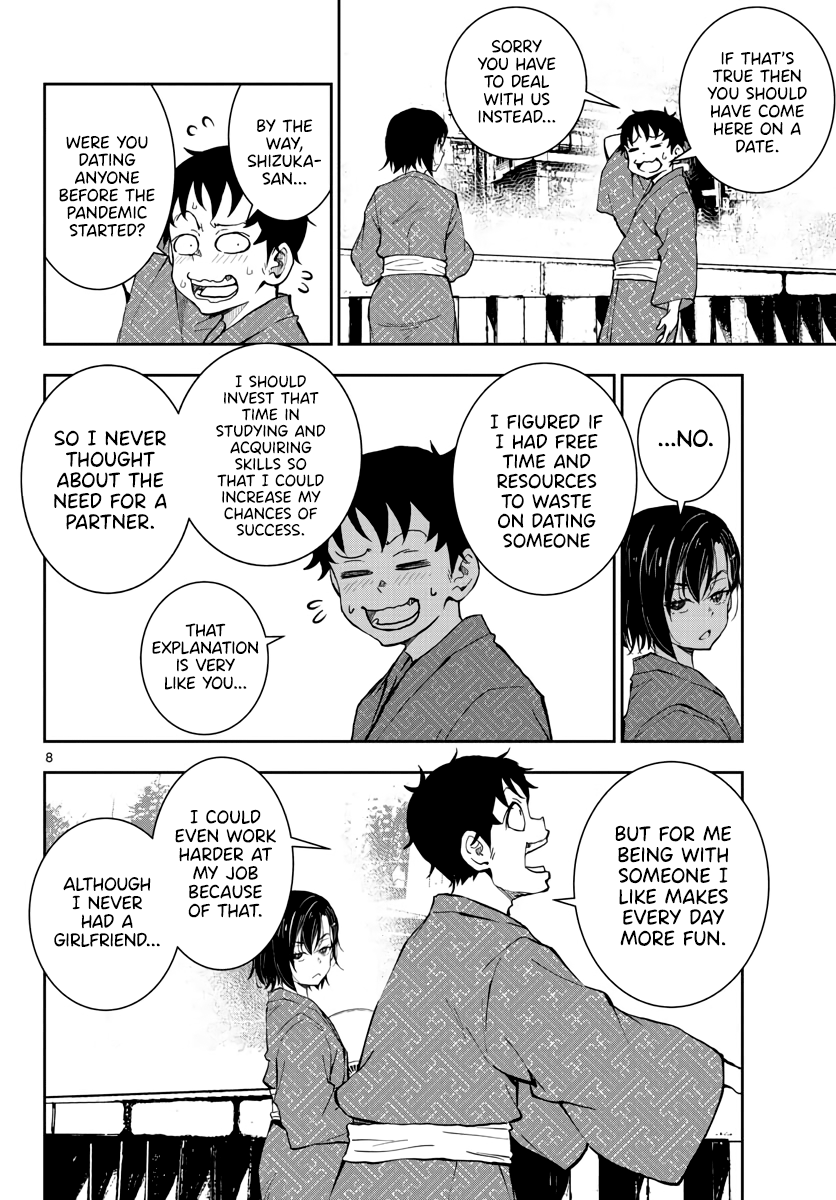 IF THAT'S
TRUE THEN
YOU SHOULD
HAVE COME
HERE ON A
DATE.
SORRY
YOU HAVE
TO DEAL
WITH US
INSTEAD...
BY THE
WAY,
SHIZUKA-
SAN...
WERE YOU
DATING
ANYONE
BEFORE THE
PANDEMIC
STARTED?
...NO.
I FIGURED IF
I HAD FREE
TIME AND
RESOURCES
TO WASTE
ON DATING
SOMEONE
I SHOULD
INVEST THAT
TIME IN
STUDYING AND
ACQUIRING
SKILLS SO
THAT I COULD
INCREASE MY
CHANCES OF
SUCCESS.
SO I NEVER
THOUGHT
ABOUT THE
NEED FOR A
PARTNER.
THAT
EXPLANATION
IS VERY
LIKE YOU...
8
BUT FOR ME
BEING WITH
SOMEONE I
LIKE MAKES
EVERY DAY
MORE FUN.
I COULD
EVEN WORK
HARDER AT
MY JOB
BECAUSE
OF THAT.
ALTHOUGH
I NEVER
HAD A
GIRLFRIEND...